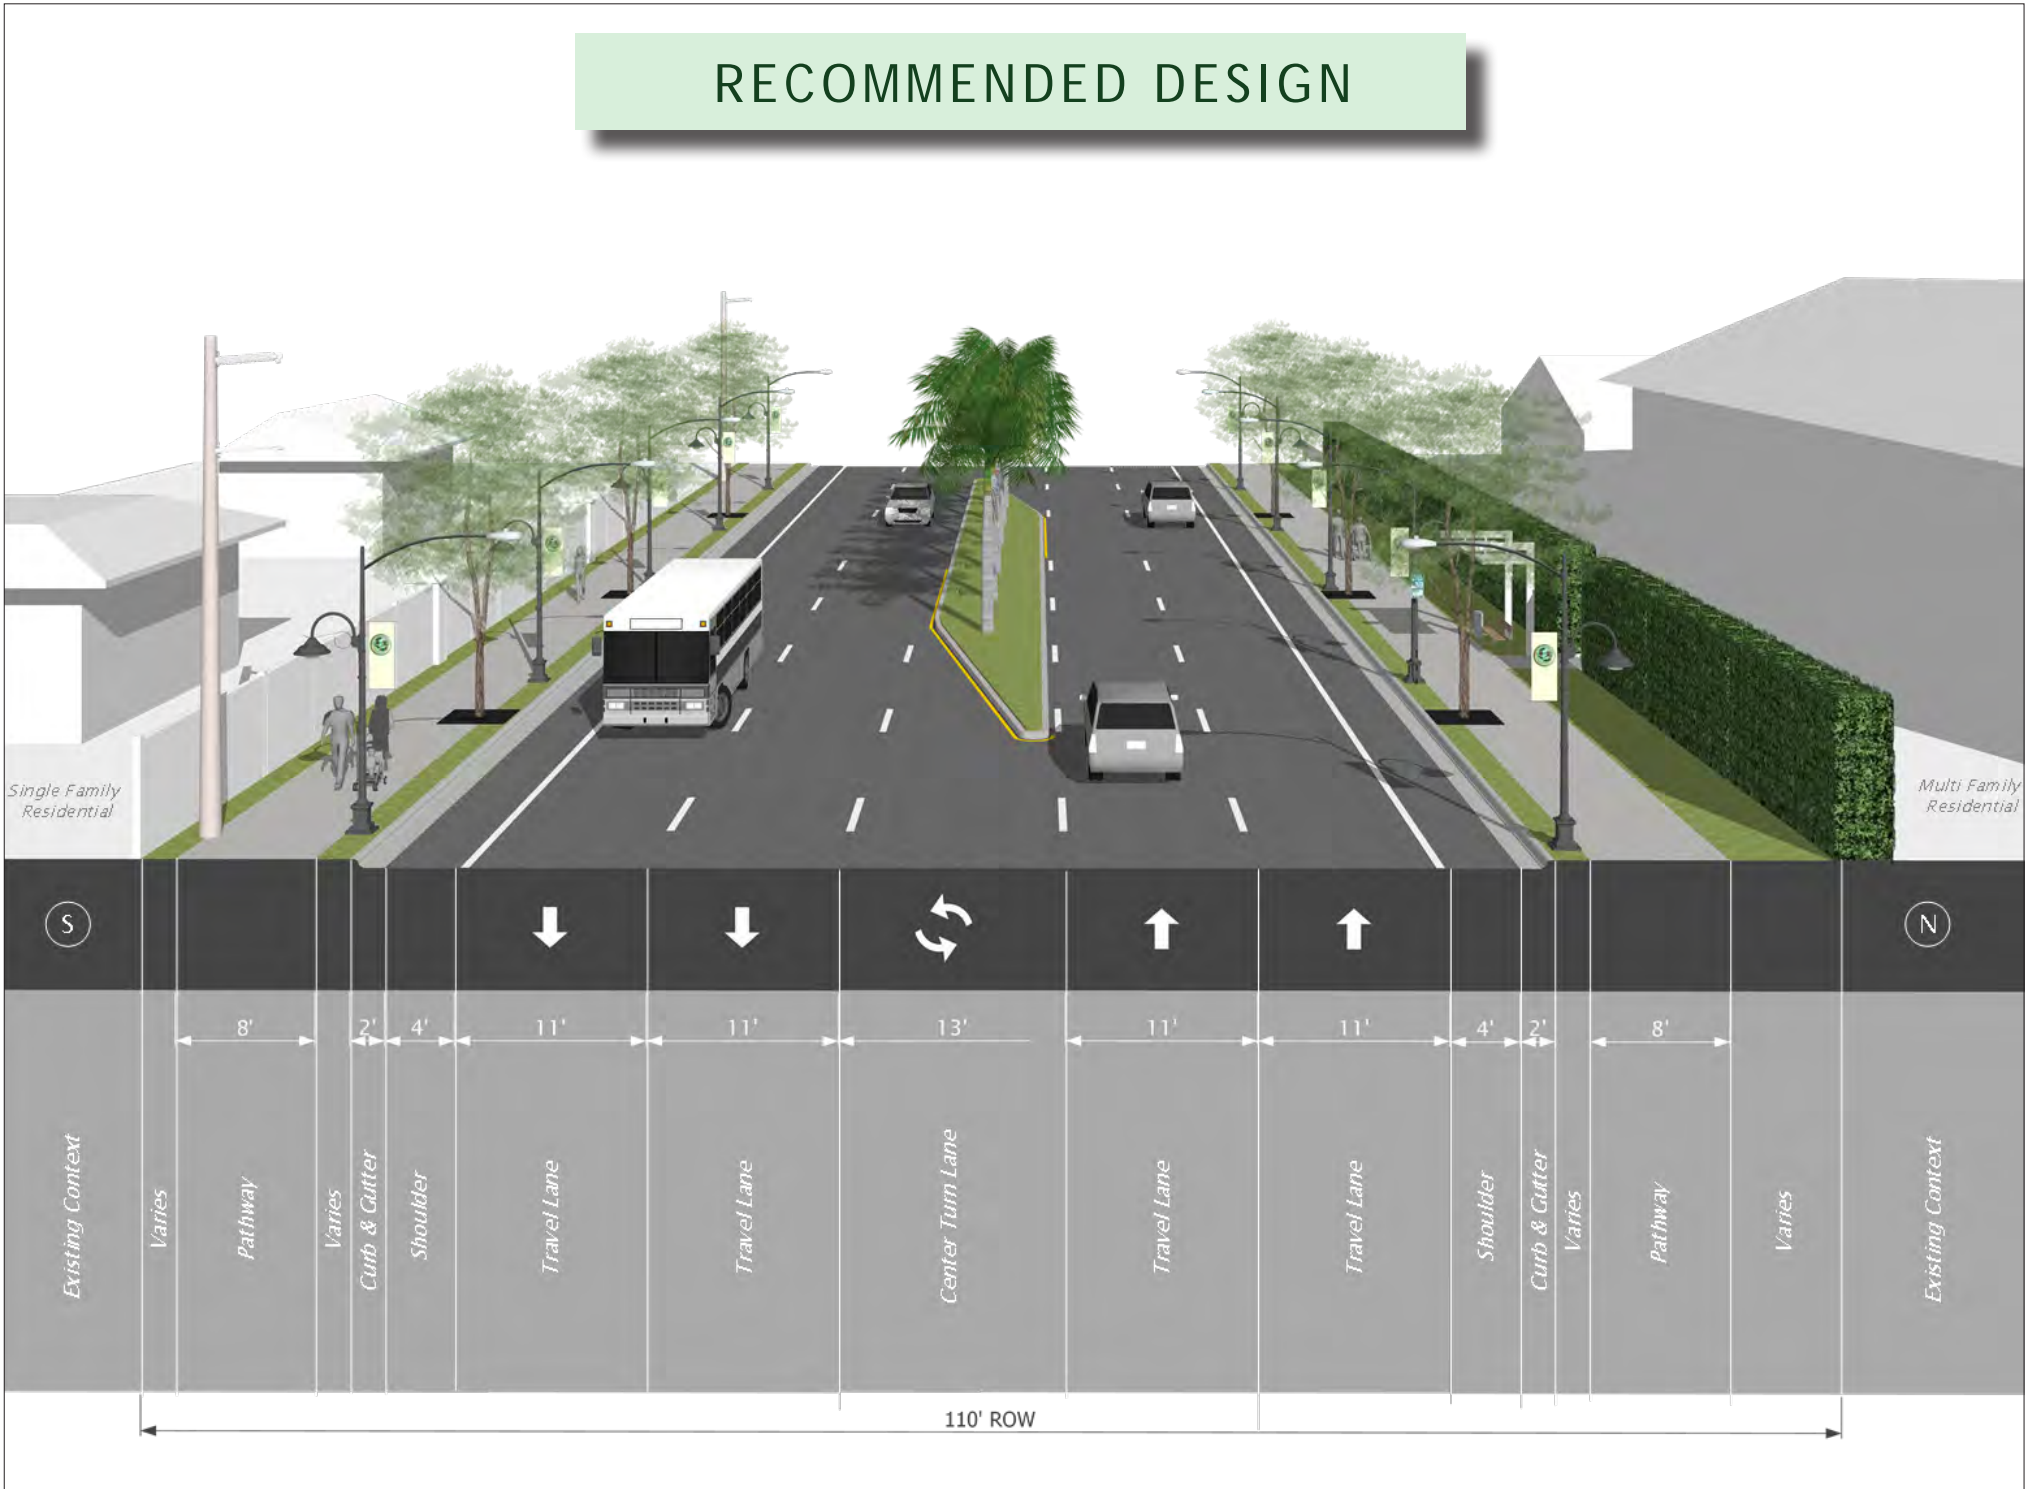 RECOMMENDED DESIGN
Single Family
Residential
Multi Family
Residential
S
N
8'
2'
4'
11'
11'
13'
11'
11'
4'
2'
8'
Existing Context
Varies
Pathway
Varies
Curb & Gutter
Shoulder
Travel Lane
Travel Lane
Center Turn Lane
Travel Lane
Travel Lane
Shoulder
Curb & Gutter
Varies
Pathway
Varies
Existing Context
110' ROW